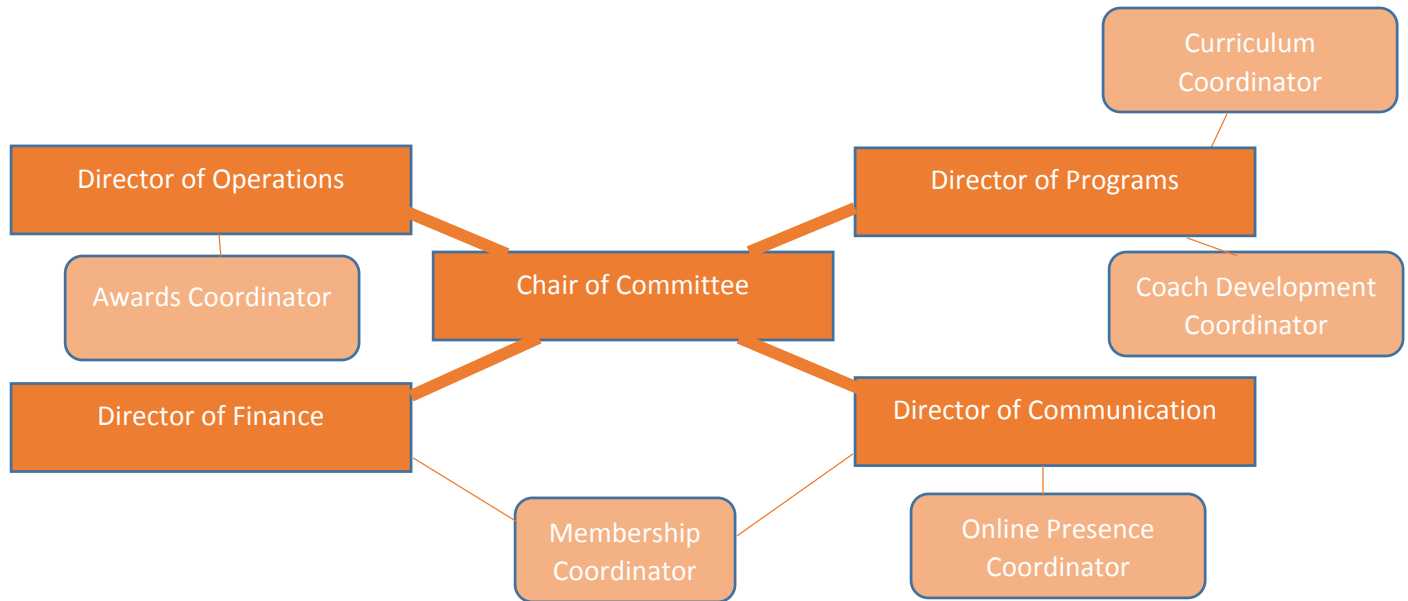 Curriculum
Coordinator
Director of Operations
Director of Programs
Chair of Committee
Awards Coordinator
Coach Development
Coordinator
Director of Finance
Director of Communication
Membership
Coordinator
Online Presence
Coordinator